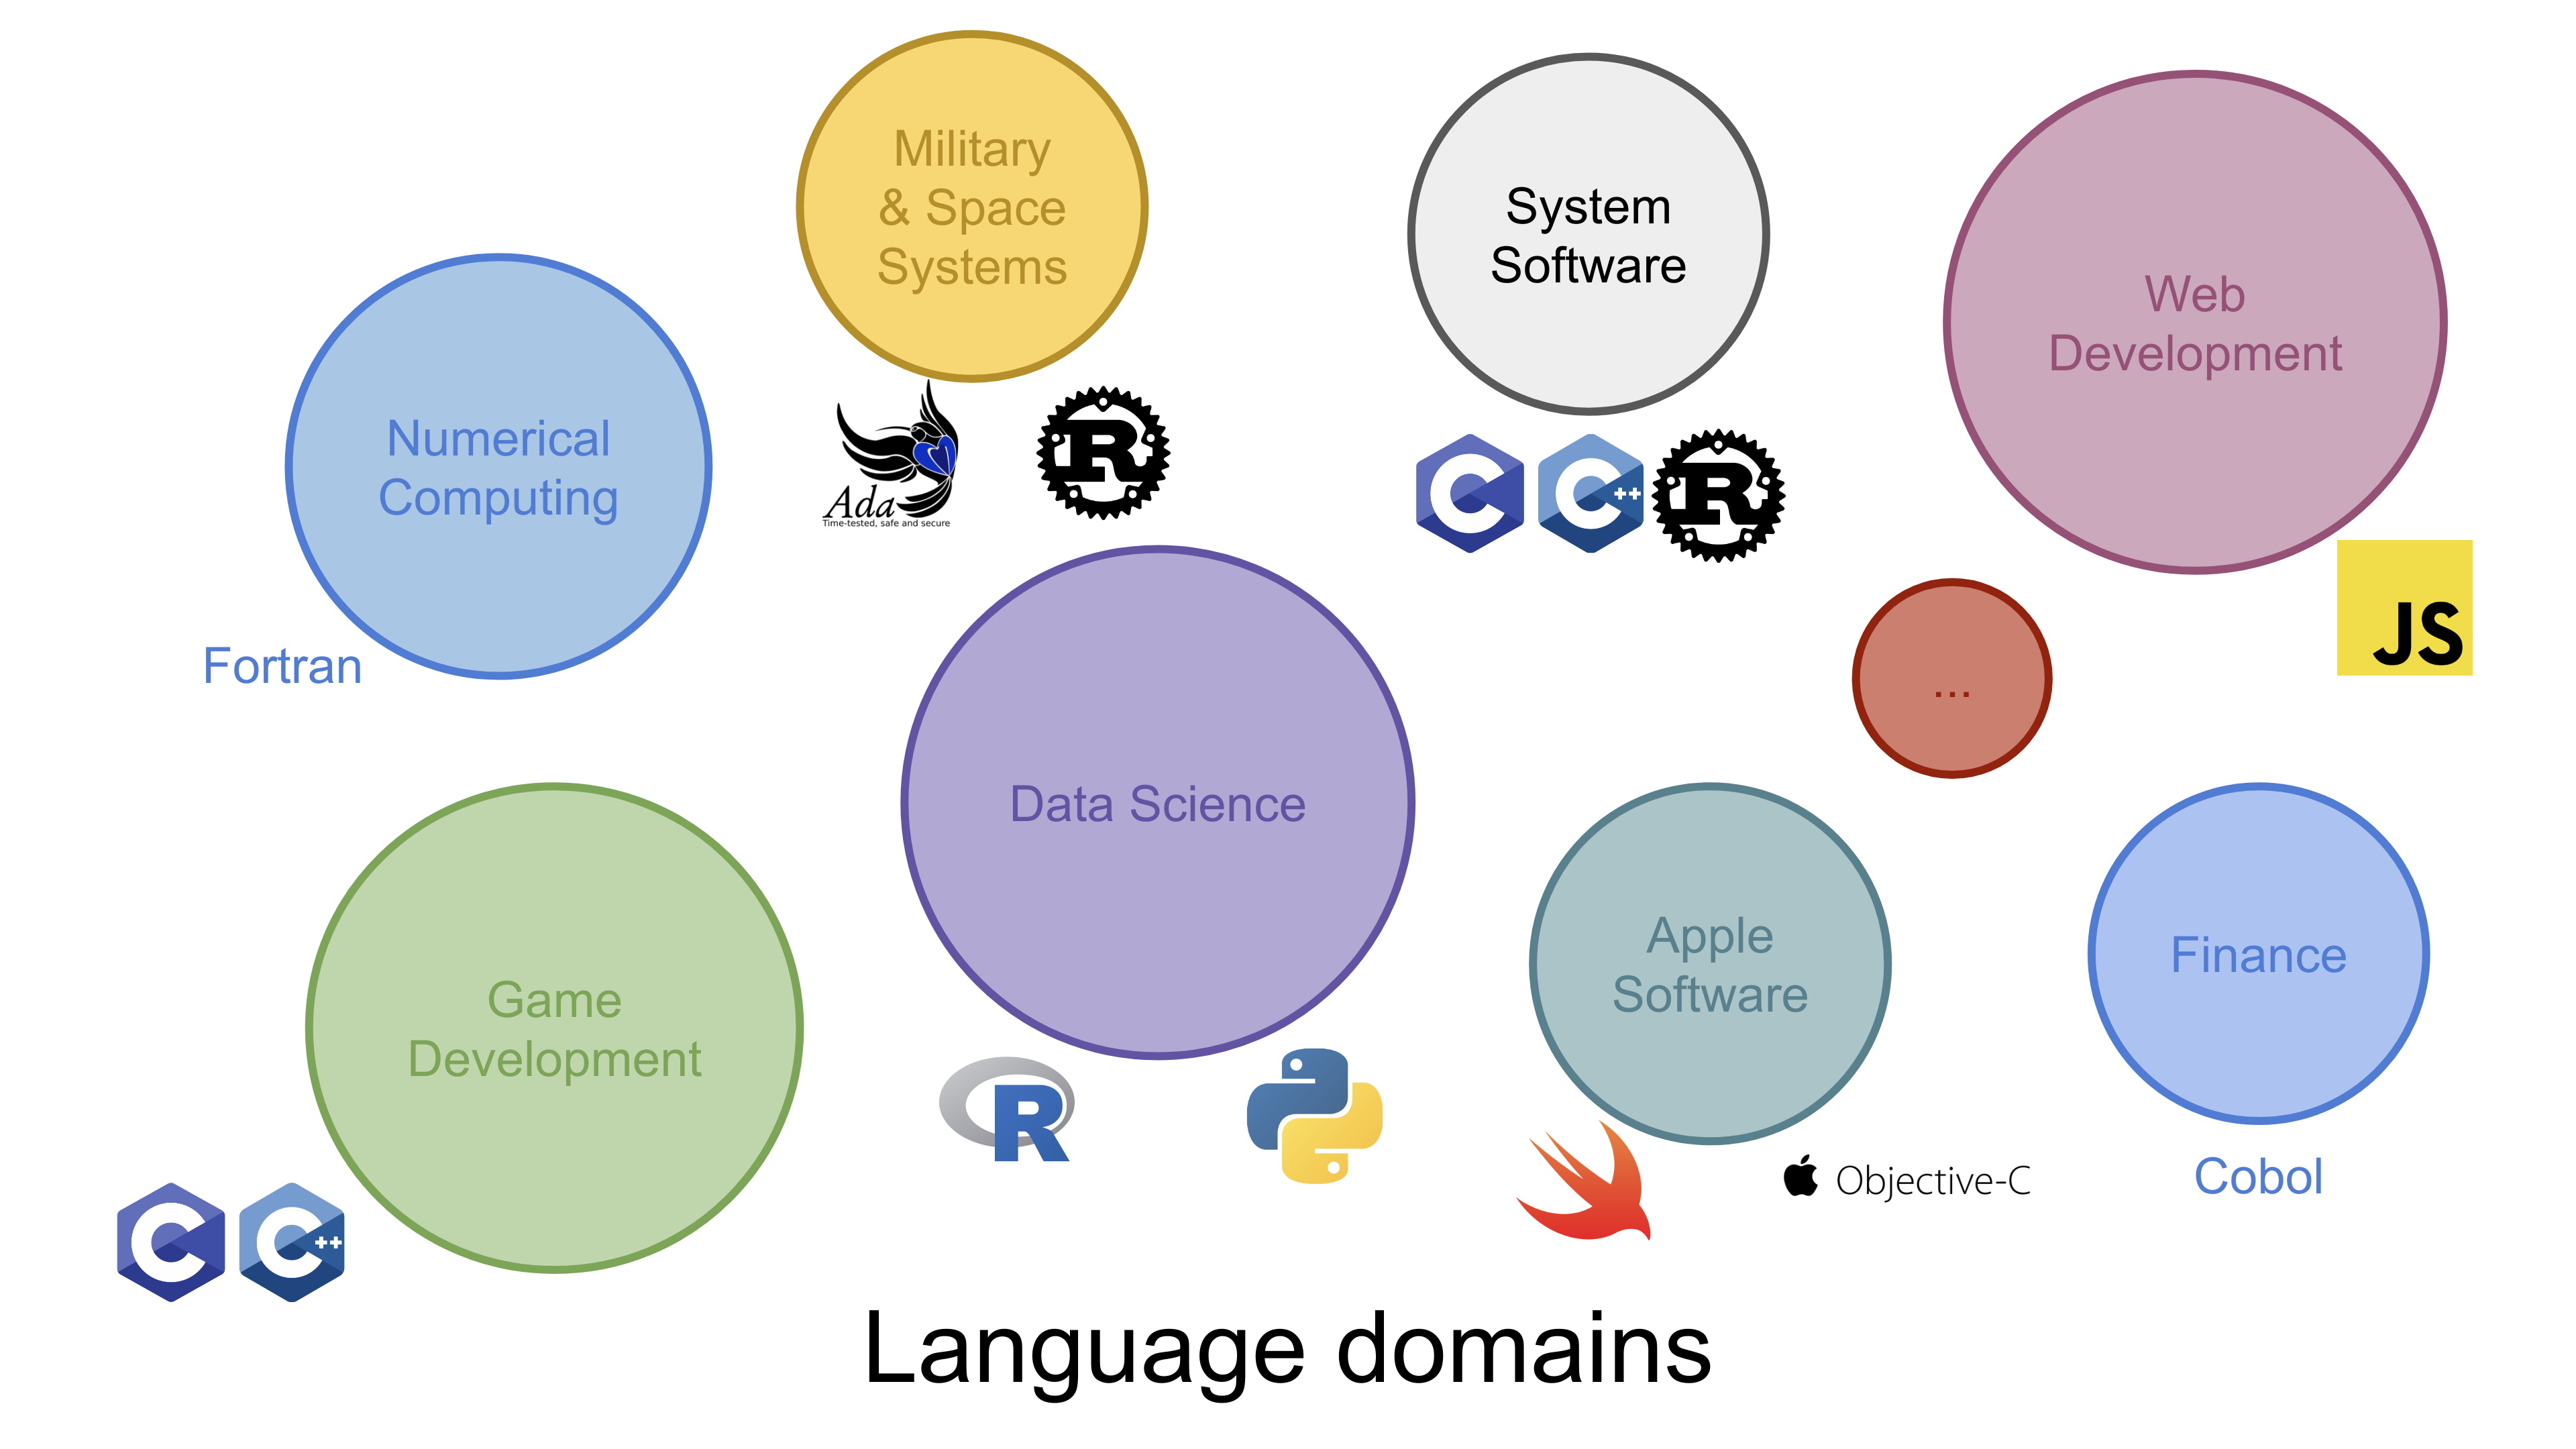 Military
& Space
Systems
System
Software
Web
Development
Numerical
Computing
Ada
Time-tested, safe and secure
R
C
C++
R
JS
Fortran
...
Data Science
Game
Development
Apple
Software
Finance
R
Objective-C
Cobol
C
C++
Language domains